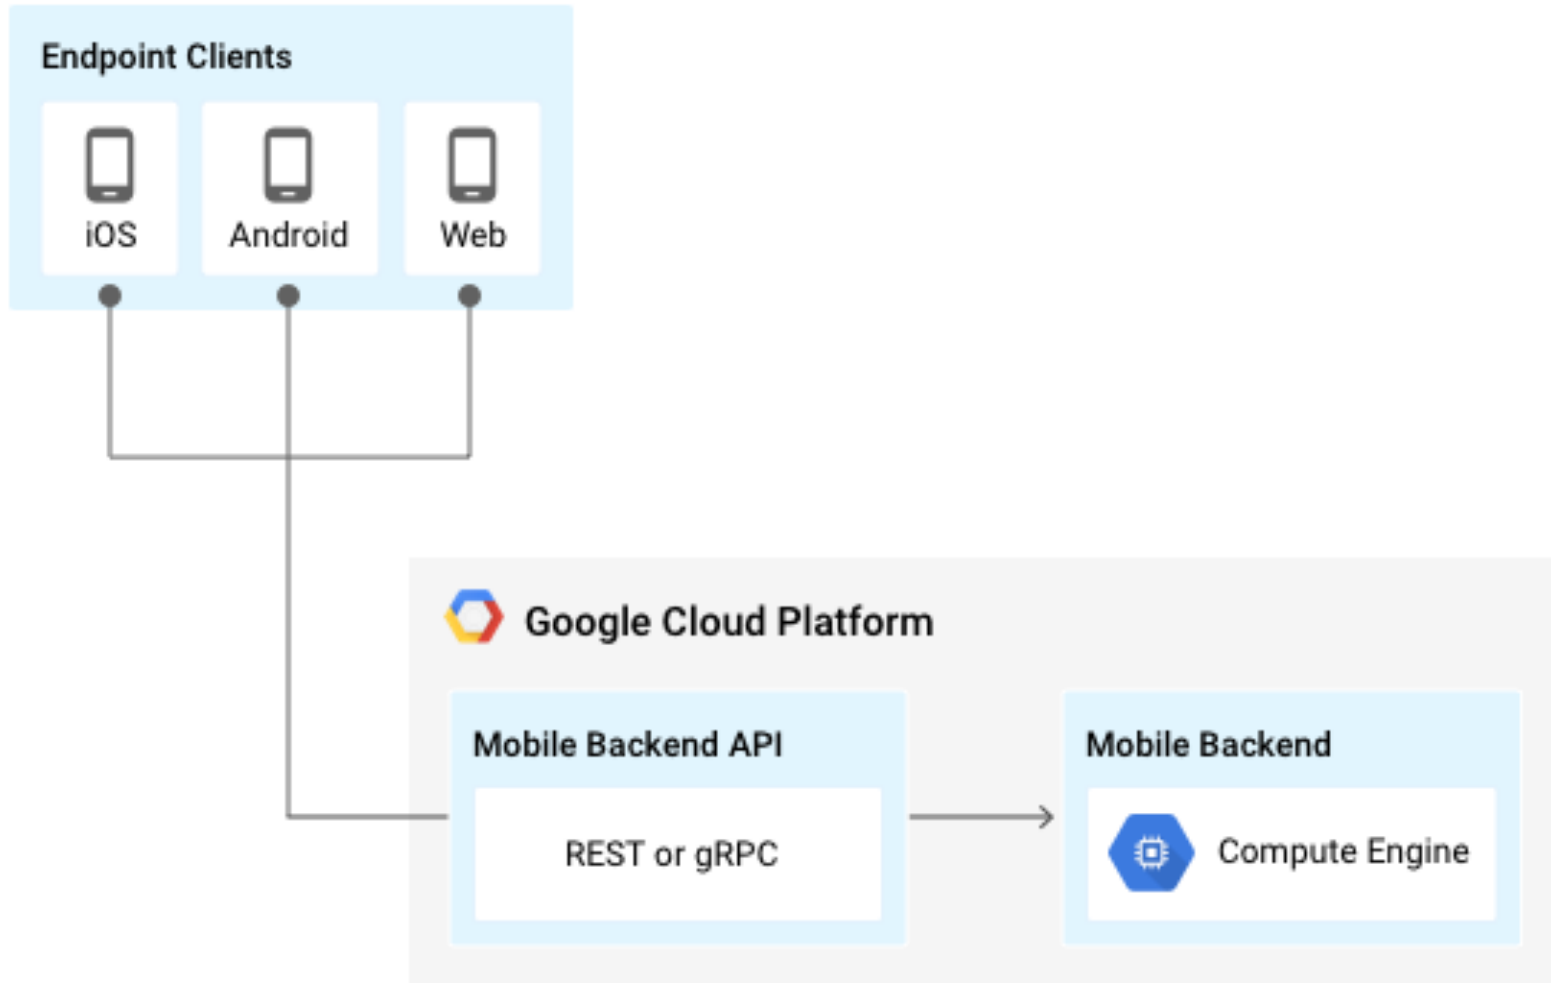 Endpoint Clients
iOS
Android
Web
Google Cloud Platform
Mobile Backend API
REST or gRPC
Mobile Backend
Compute Engine